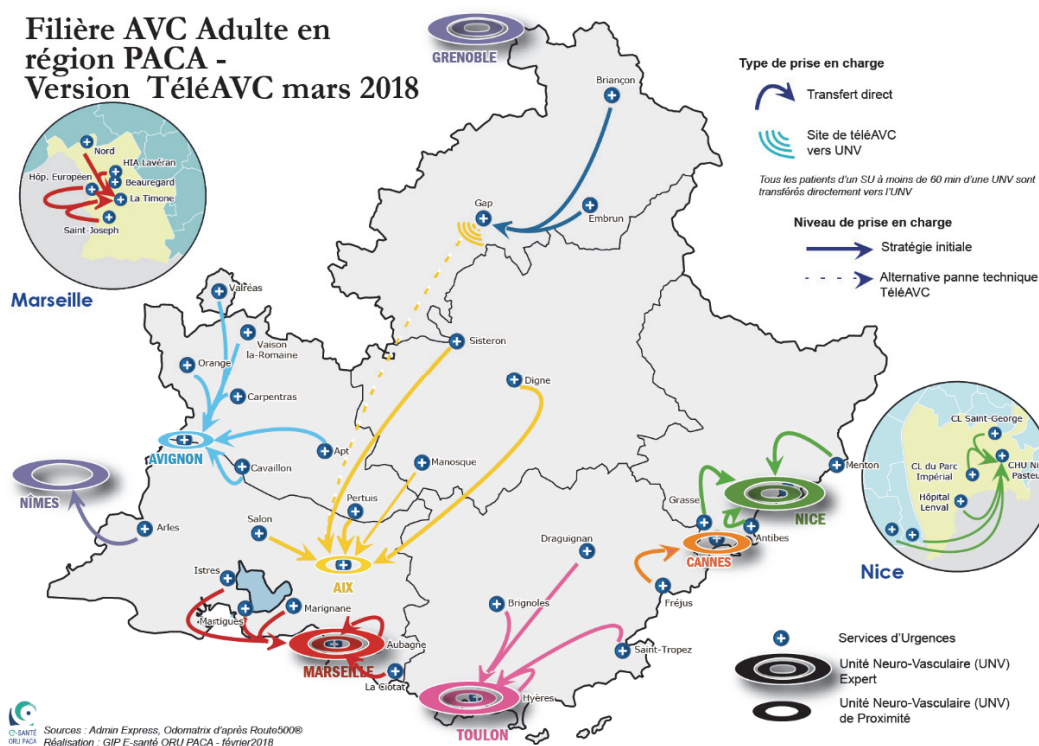 Filière AVC Adulte en
région PACA -
Version TéléAVC mars 2018
GRENOBLE
Briançon
Type de prise en charge
Transfert direct
Site de téléAVC
vers UNV
Tous les patients d'un SU à moins de 60 min d'une UNV sont
transférés directement vers l'UNV
Niveau de prise en charge
Stratégie initiale
Alternative panne technique
TéléAVC
Nord
HIA Lavéran
Hôp. Européen
Beauregard
La Timone
Saint-Joseph
Marseille
Gap
Embrun
Valréas
Vaison
la-Romaine
Orange
Sisteron
Carpentras
Digne
AVIGNON
Apt
Cavaillon
Manosque
NÎMES
Pertuis
Arles
Salon
AIX
Istres
Martigues
Marignane
Aubagne
MARSEILLE
La Ciotat
Draguignan
Brignoles
Saint-Tropez
Hyères
TOULON
Menton
Grasse
NICE
Antibes
CANNES
Fréjus
CL Saint-George
CL du Parc
Impérial
CHU Ni
Pasteu
Hôpital
Lenval
Nice
Services d'Urgences
Unité Neuro-Vasculaire (UNV)
Expert
Unité Neuro-Vasculaire (UNV)
de Proximité
e-SANTÉ
ORU PACA
Sources : Admin Express, Odomatrix d'après Route500®
Réalisation : GIP E-santé ORU PACA - février2018